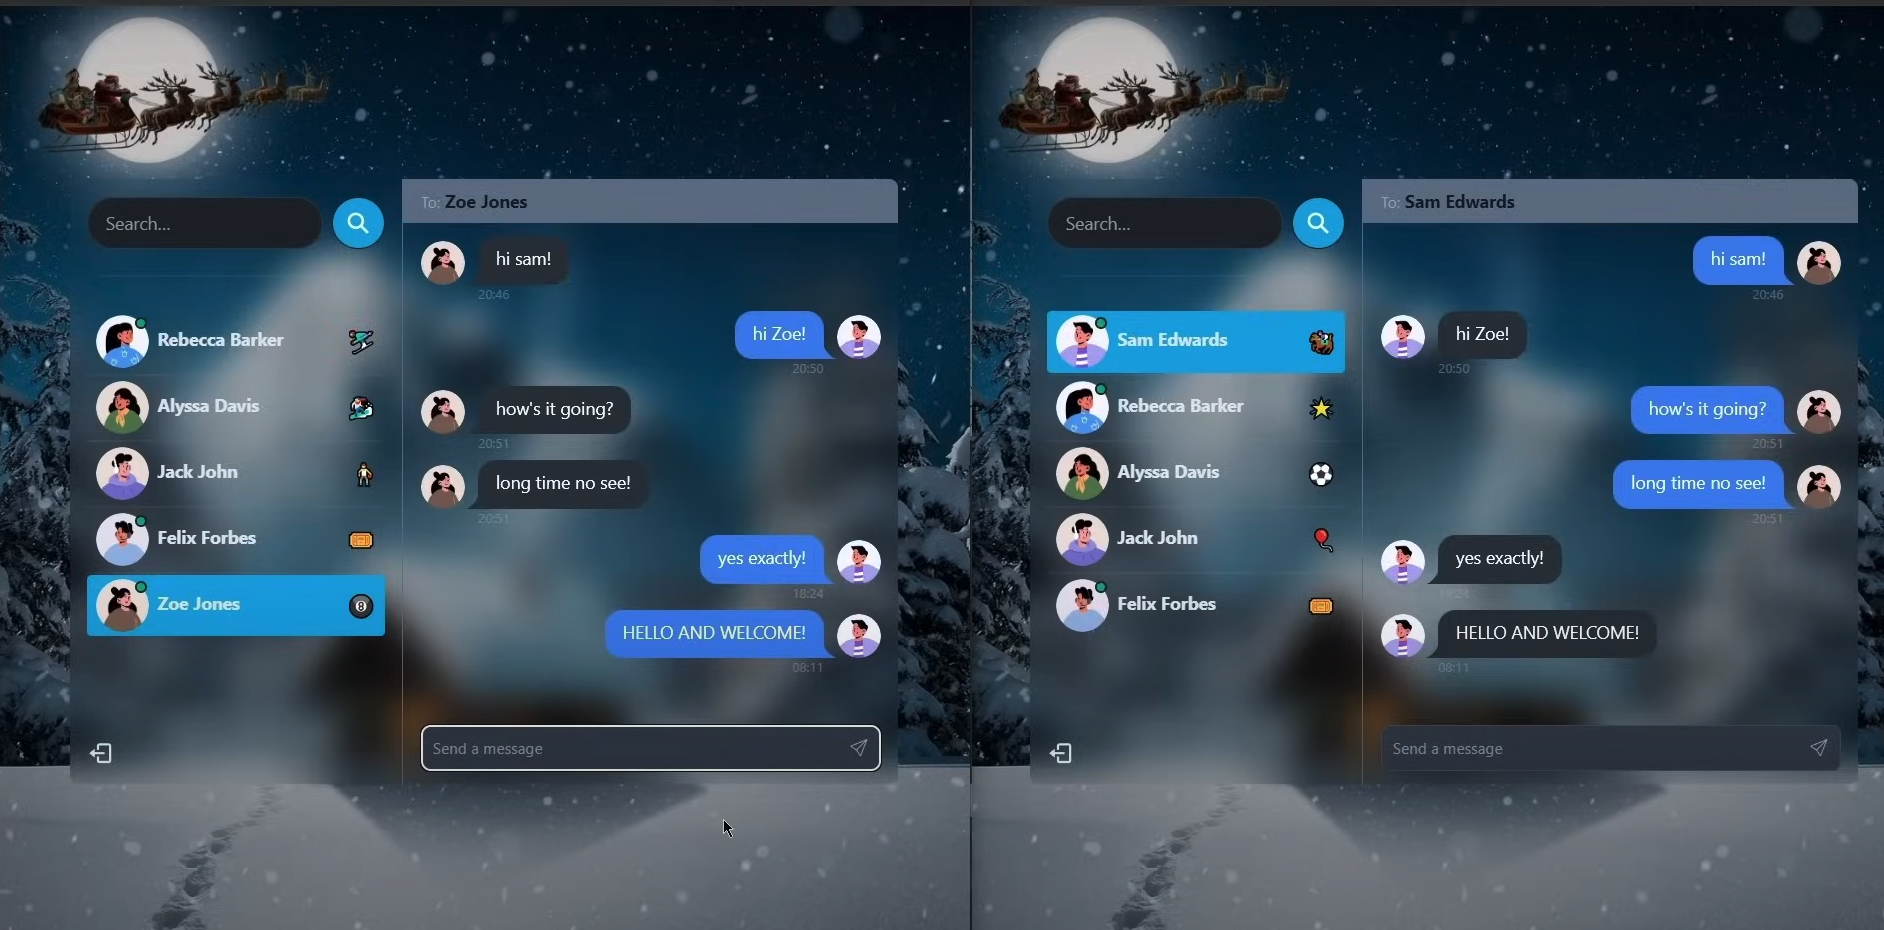 Search...
Rebecca Barker
Alyssa Davis
Jack John
Felix Forbes
Zoe Jones
8
To: Zoe Jones
hi sam!
20:46
hi Zoe!
20:50
how's it going?
20:51
long time no see!
20:51
yes exactly!
18:24
HELLO AND WELCOME!
08:11
Send a message
Search...
Sam Edwards
Rebecca Barker
Alyssa Davis
Jack John
Felix Forbes
To: Sam Edwards
hi sam!
20:46
hi Zoe!
20:50
how's it going?
20:51
long time no see!
20:51
yes exactly!
18:24
HELLO AND WELCOME!
08:11
Send a message